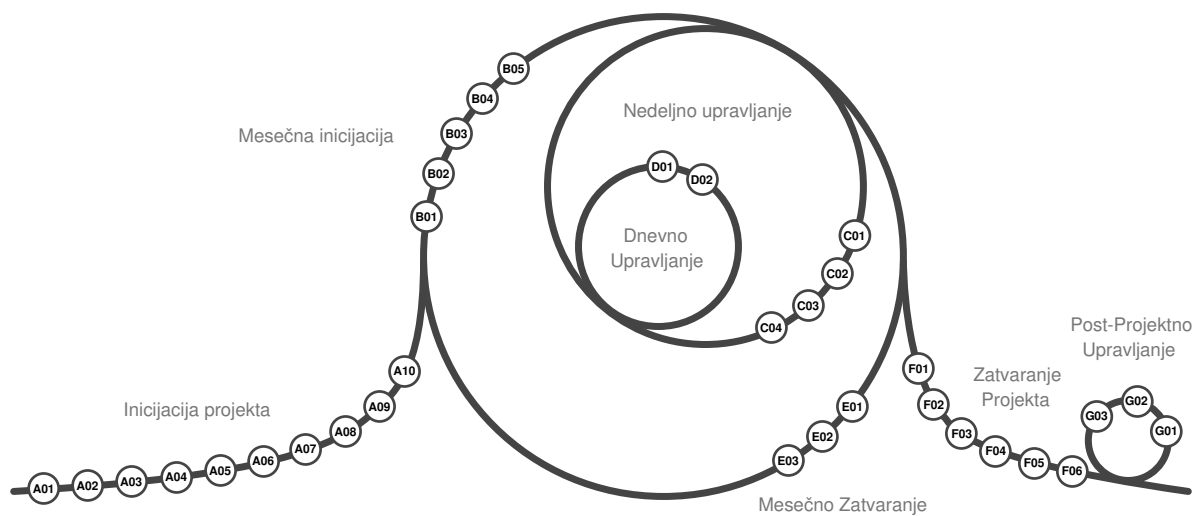 B05
B04
Nedeljno upravljanje
Mesečna inicijacija
B03
D01
B02
D02
B01
C01
Dnevno
Upravljanje
C02
C03
C04
Post-Projektno
Upravljanje
A10
F01
Zatvaranje
Projekta
Inicijacija projekta
A09
E01
F02
G02
G03
A08
E02
F03
G01
A07
F04
A06
E03
F05
A05
F06
A04
A03
A02
A01
Mesečno Zatvaranje